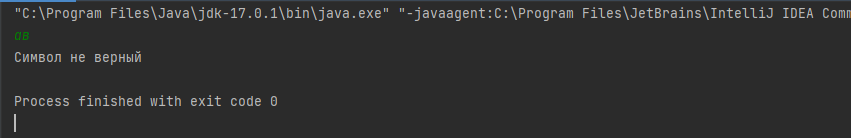 "C:\Program Files\Java\jdk-17.0.1\bin\java.exe" "-javaagent:C:\Program Files\JetBrains\IntelliJ IDEA Comm
ав
Символ не верный
Process finished with exit code 0